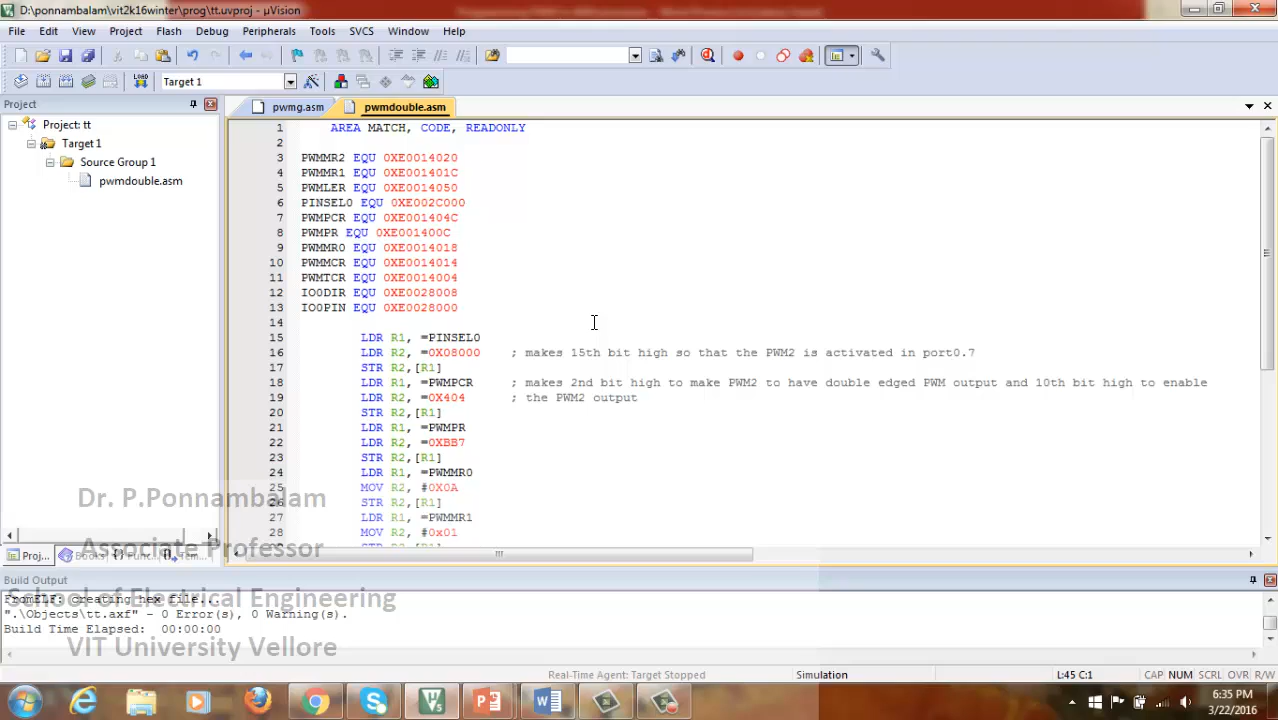 D:\ponnambalam\vit2k16winter\prog\tt.uvproj - µVision
File Edit View Project Flash Debug Peripherals Tools SVCS Window Help
LOAD Target 1
Project
pwmg.asm pwmdouble.asm
Project: tt
Target 1
Source Group 1
pwmdouble.asm
1 AREA MATCH, CODE, READONLY
2
3 PWMMR2 EQU 0XE0014020
4 PWMMR1 EQU 0XE001401C
5 PWMLER EQU 0XE0014050
6 PINSEL0 EQU 0XE002C000
7 PWMPCR EQU 0XE001404C
8 PWMPR EQU 0XE001400C
9 PWMMR0 EQU 0XE0014018
10 PWMMCR EQU 0XE0014014
11 PWMTCR EQU 0XE0014004
12 IO0DIR EQU 0XE0028008
13 IO0PIN EQU 0XE0028000
14
15 LDR R1, =PINSEL0
16 LDR R2, =0X08000 ; makes 15th bit high so that the PWM2 is activated in port0.7
17 STR R2,[R1]
18 LDR R1, =PWMPCR ; makes 2nd bit high to make PWM2 to have double edged PWM output and 10th bit high to enable
19 LDR R2, =0X404 ; the PWM2 output
20 STR R2,[R1]
21 LDR R1, =PWMPR
22 LDR R2, =0XBB7
23 STR R2,[R1]
24 LDR R1, =PWMMR0
25 MOV R2, #0X0A
26 STR R2,[R1]
27 LDR R1, =PWMMR1
28 MOV R2, #0x01
Dr. P.Ponnambalam
Associate Professor
School of Electrical Engineering
VIT University Vellore
Proj... Books {} Func... Tem...
Build Output
FromELF: creating hex file...
".\Objects\tt.axf" - 0 Error(s), 0 Warning(s).
Build Time Elapsed: 00:00:00
Real-Time Agent: Target Stopped Simulation L:45 C:1 CAP NUM SCRL OVR R/W
6:35 PM
3/22/2016